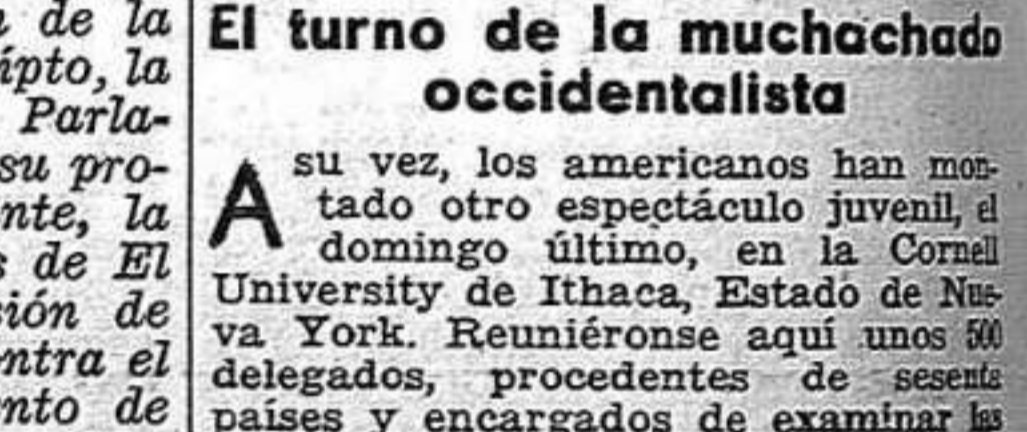 de la
ipto, la
Parla-
su pro-
nte, la
s de El
sión de
ntra el
nto de
El turno de la muchachada
occidentalista
A su vez, los americanos han mon-
tado otro espectáculo juvenil, el
domingo último, en la Cornell
University de Ithaca, Estado de Nue-
va York. Reuniéronse aquí unos 500
delegados, procedentes de sesenta
países y encargados de examinar las